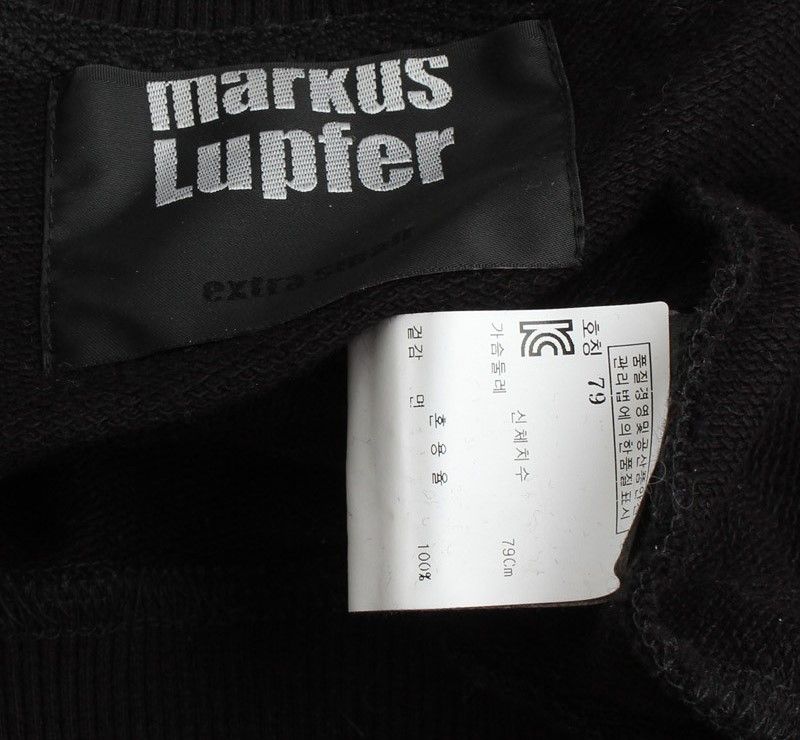 markus
Lupfer
extra small
품질경영및공산품안
관리법에의한품질표시
호칭 79
신체치수
가슴둘레 79Cm
혼용율
겉감 면 100%